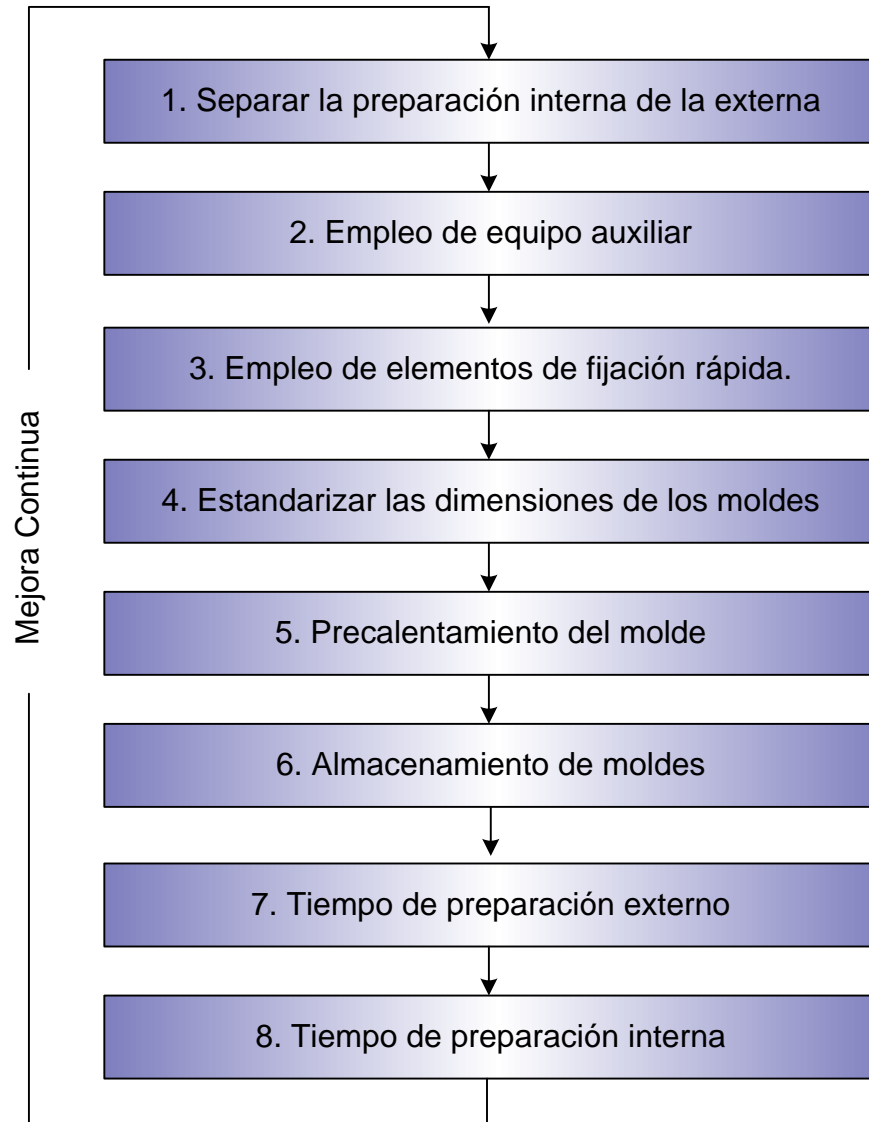 1. Separar la preparación interna de la externa
2. Empleo de equipo auxiliar
3. Empleo de elementos de fijación rápida.
4. Estandarizar las dimensiones de los moldes
5. Precalentamiento del molde
6. Almacenamiento de moldes
7. Tiempo de preparación externo
8. Tiempo de preparación interna
Mejora Continua